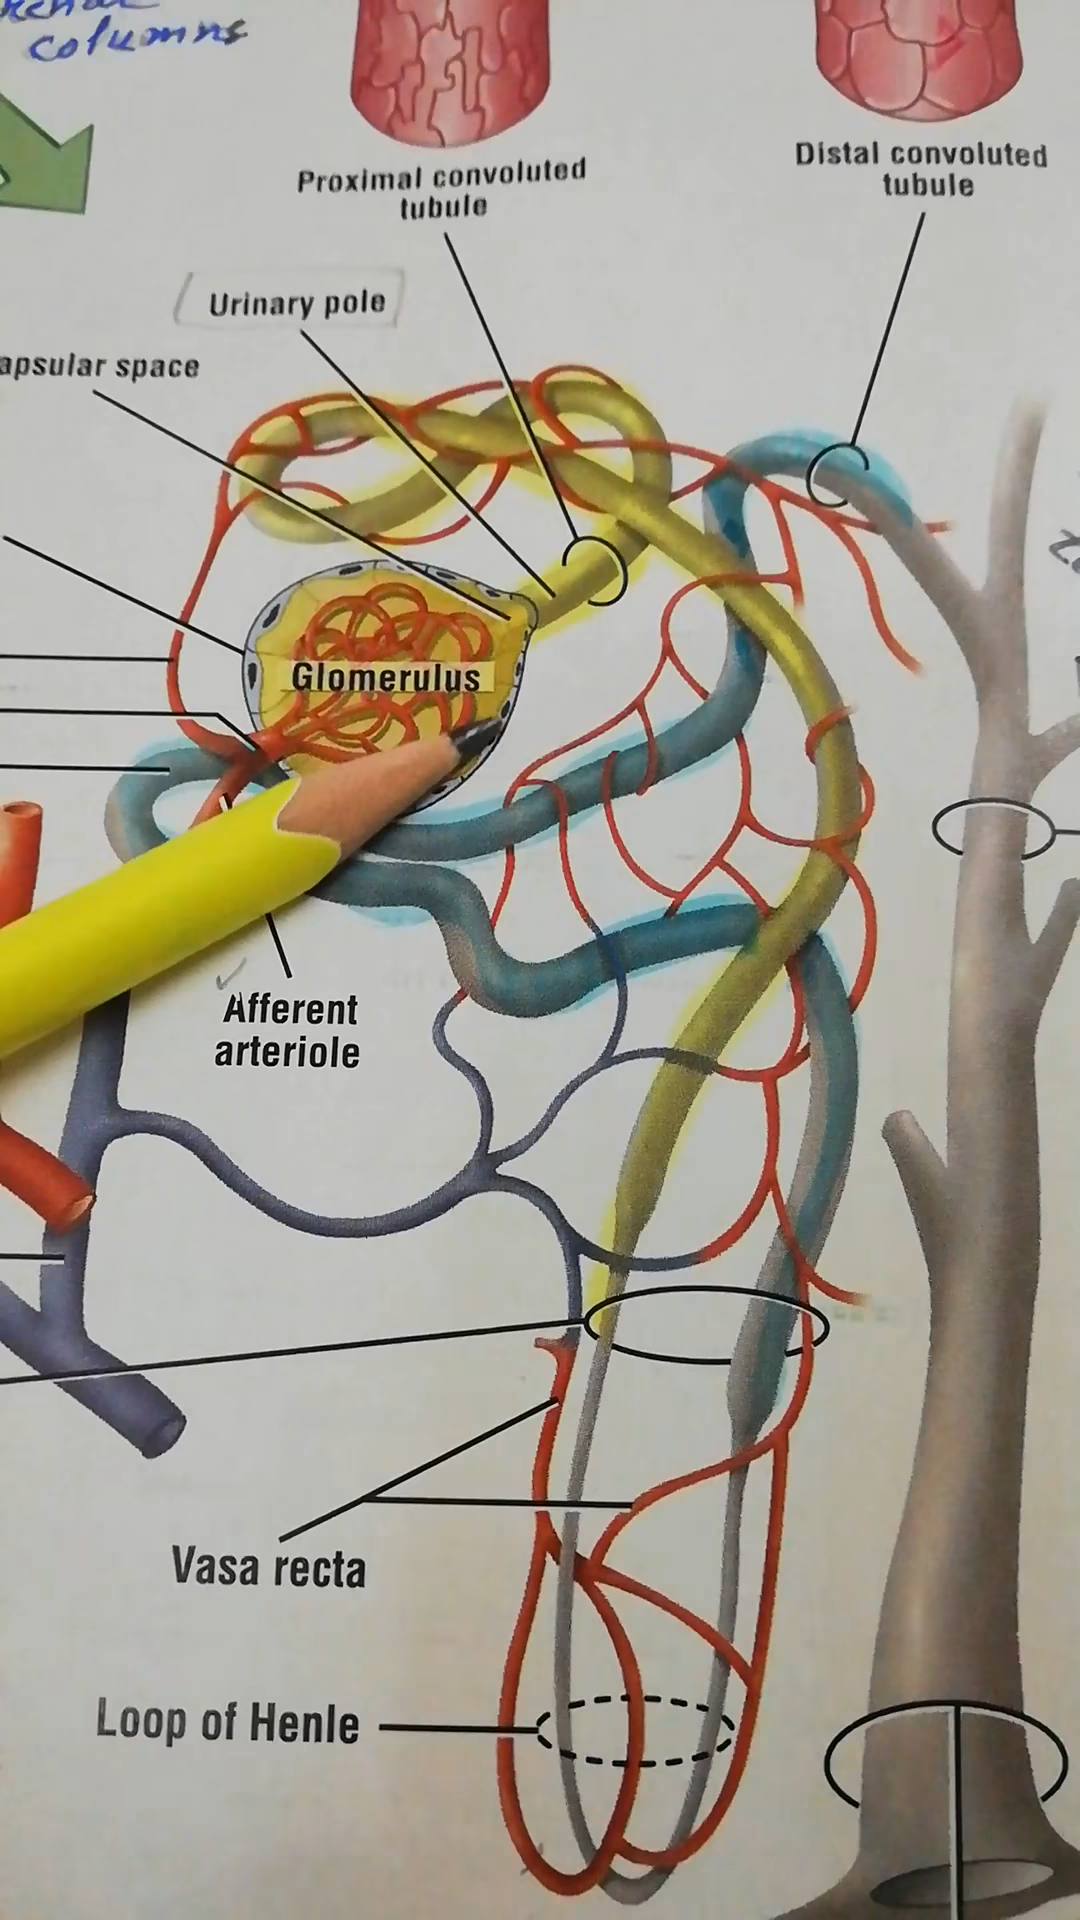 renal
columns
Proximal convoluted
tubule
Distal convoluted
tubule
Urinary pole
apsular space
Glomerulus
Afferent
arteriole
Vasa recta
Loop of Henle